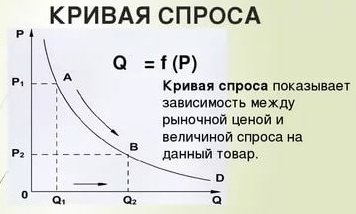 КРИВАЯ СПРОСА
P
Q = f (P)
P1
A
Кривая спроса показывает
зависимость между
рыночной ценой и
величиной спроса на
данный товар.
P2
B
D
0
Q1
Q2
Q